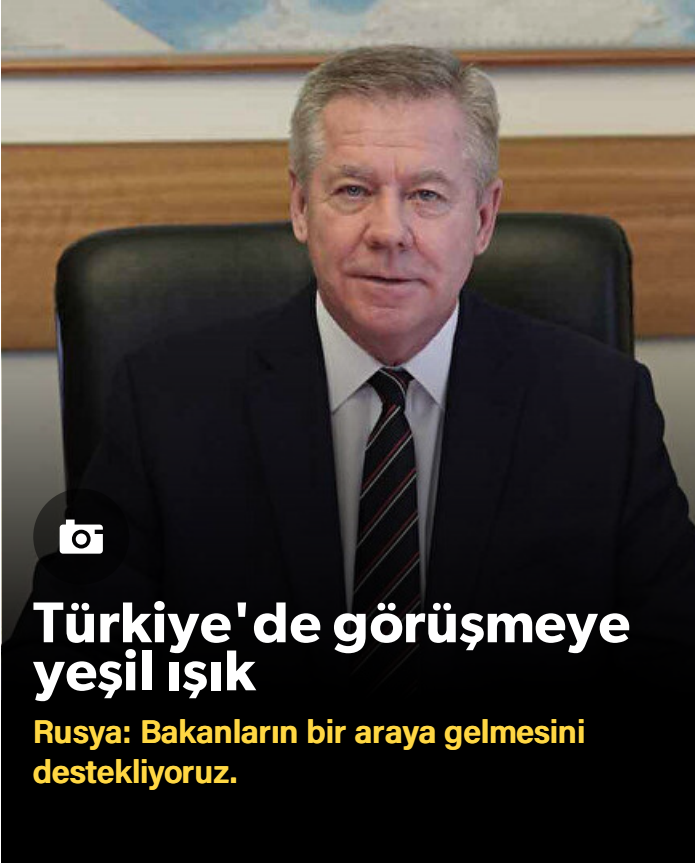 Türkiye'de görüşmeye
yeşil ışık
Rusya: Bakanların bir araya gelmesini
destekliyoruz.